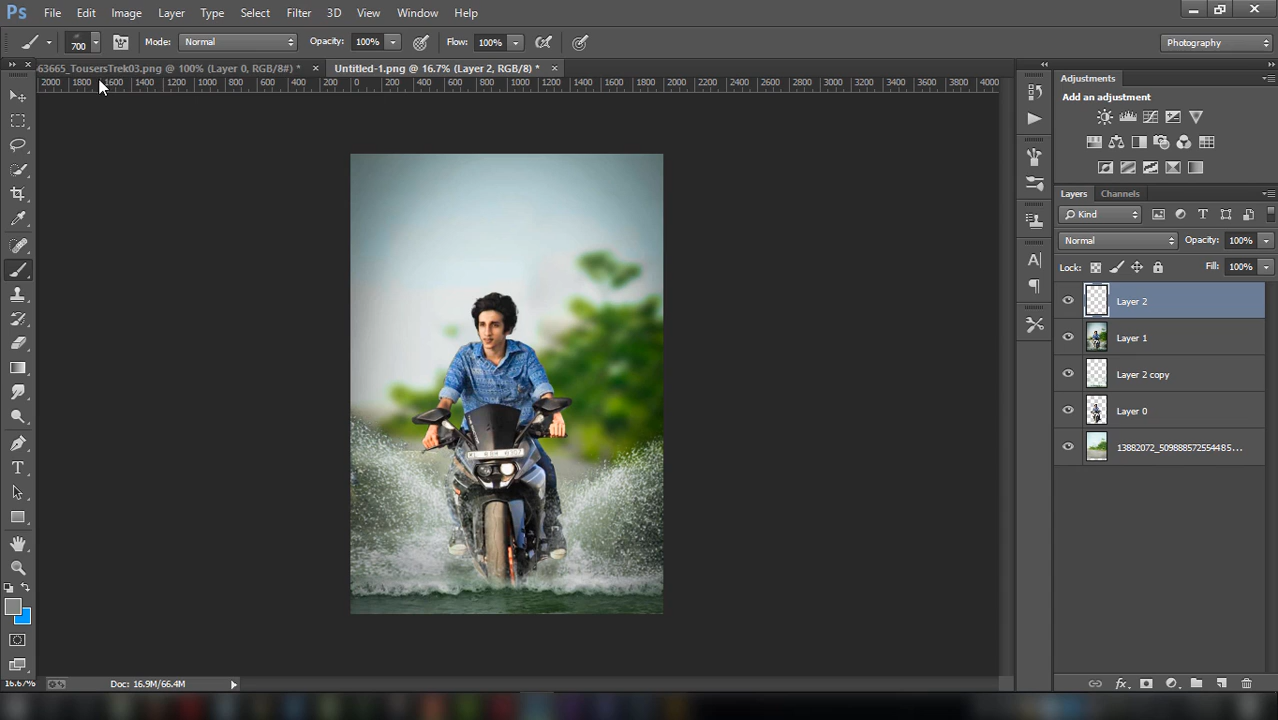 Ps File Edit Image Layer Type Select Filter 3D View Window Help
700 Mode: Normal Opacity: 100% Flow: 100% Photography
63665_TousersTrek03.png @ 100% (Layer 0, RGB/8#) * × Untitled-1.png @ 16.7% (Layer 2, RGB/8) * ×
2000 1800 1600 1400 1200 1000 800 600 400 200 0 200 400 600 800 1000 1200 1400 1600 1800 2000 2200 2400 2600 2800 3000 3200 3400 3600 3800 4000
Adjustments
Add an adjustment
Layers Channels
Kind
Normal Opacity: 100%
Lock: Fill: 100%
Layer 2
Layer 1
Layer 2 copy
Layer 0
13882072_509888572554485...
16.67% Doc: 16.9M/66.4M